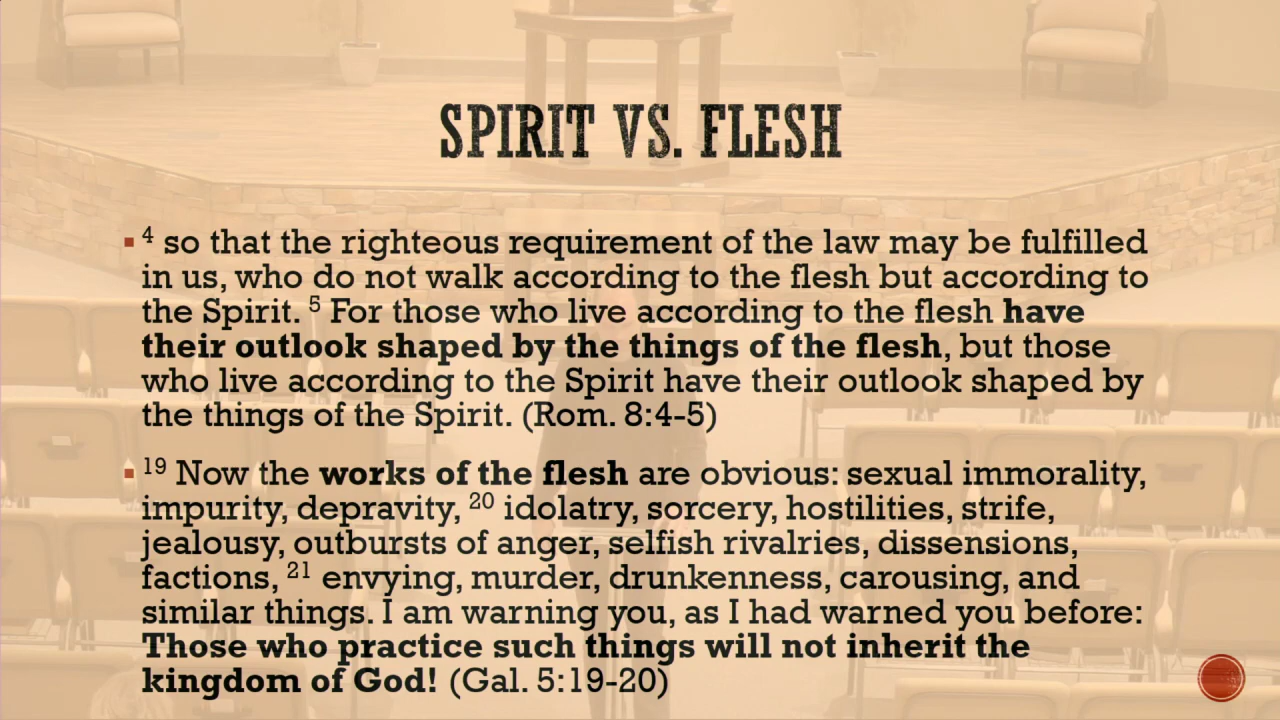 SPIRIT VS. FLESH
4 so that the righteous requirement of the law may be fulfilled
in us, who do not walk according to the flesh but according to
the Spirit. 5 For those who live according to the flesh have
their outlook shaped by the things of the flesh, but those
who live according to the Spirit have their outlook shaped by
the things of the Spirit. (Rom. 8:4-5)
19 Now the works of the flesh are obvious: sexual immorality,
impurity, depravity, 20 idolatry, sorcery, hostilities, strife,
jealousy, outbursts of anger, selfish rivalries, dissensions,
factions, 21 envying, murder, drunkenness, carousing, and
similar things. I am warning you, as I had warned you before:
Those who practice such things will not inherit the
kingdom of God! (Gal. 5:19-20)